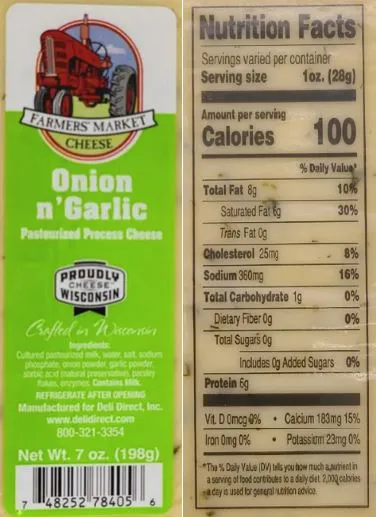 FARMERS' MARKET
CHEESE
Onion
n' Garlic
Pasteurized Process Cheese
PROUDLY
CHEESE
WISCONSIN
Crafted in Wisconsin
Ingredients:
Cultured pasteurized milk, water, salt, sodium
phosphate, onion powder, garlic powder,
sorbic acid (natural preservative), parsley
flakes, enzymes. Contains Milk.
REFRIGERATE AFTER OPENING
Manufactured for Deli Direct, Inc.
www.delidirect.com
800-321-3354
Net Wt. 7 oz. (198g)
7 48252 78405 6
Nutrition Facts
Servings varied per container
Serving size 1oz. (28g)
Amount per serving
Calories 100
% Daily Value*
Total Fat 8g 10%
Saturated Fat 6g 30%
Trans Fat 0g
Cholesterol 25mg 8%
Sodium 360mg 16%
Total Carbohydrate 1g 0%
Dietary Fiber 0g 0%
Total Sugars 0g
Includes 0g Added Sugars 0%
Protein 6g
Vit. D 0mcg 0% • Calcium 183mg 15%
Iron 0mg 0% • Potassium 23mg 0%
*The % Daily Value (DV) tells you how much a nutrient in
a serving of food contributes to a daily diet. 2,000 calories
a day is used for general nutrition advice.